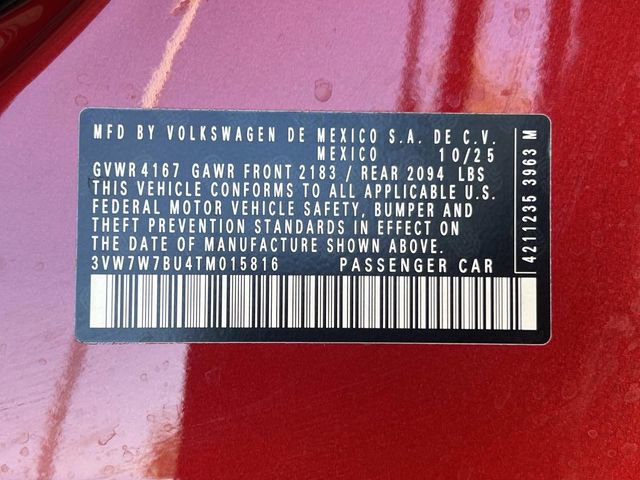 MFD BY VOLKSWAGEN DE MEXICO S.A. DE C.V.
MEXICO 10/25
GVWR 4167 GAWR FRONT 2183 / REAR 2094 LBS
THIS VEHICLE CONFORMS TO ALL APPLICABLE U.S.
FEDERAL MOTOR VEHICLE SAFETY, BUMPER AND
THEFT PREVENTION STANDARDS IN EFFECT ON
THE DATE OF MANUFACTURE SHOWN ABOVE.
3VW7W7BU4TM015816 PASSENGER CAR
4211235 3963 M